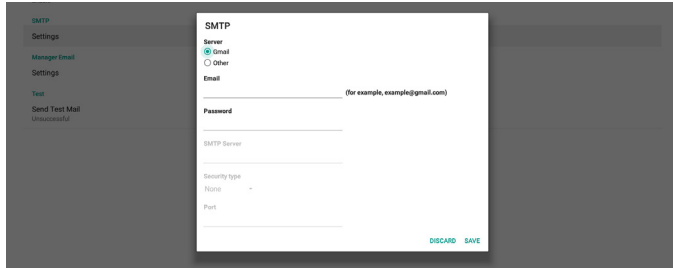 SMTP
Settings
Manager Email
Settings
Test
Send Test Mail
Unsuccessful
SMTP
Server
Gmail
Other
Email
(for example, example@gmail.com)
Password
SMTP Server
Security type
None
Port
DISCARD SAVE